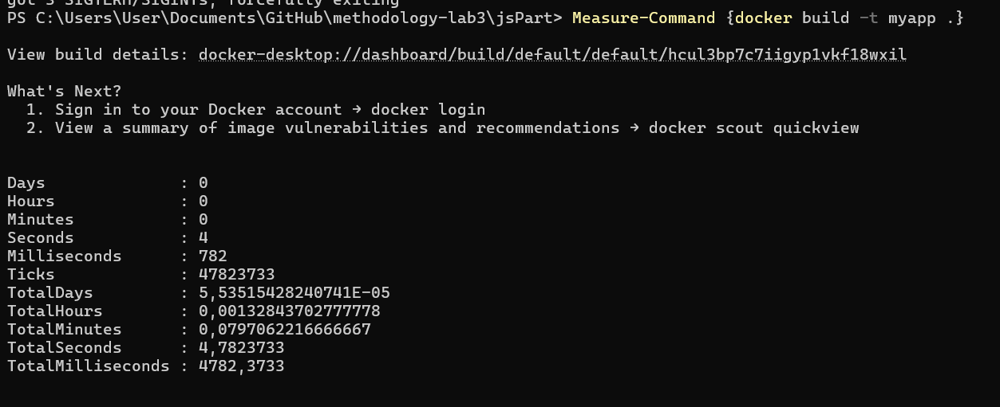 got 3 SIGTERM/SIGINTs, forcefully exiting
PS C:\Users\User\Documents\GitHub\methodology-lab3\jsPart> Measure-Command {docker build -t myapp .}
View build details: docker-desktop://dashboard/build/default/default/hcul3bp7c7iigyp1vkf18wxil
What's Next?
  1. Sign in to your Docker account → docker login
  2. View a summary of image vulnerabilities and recommendations → docker scout quickview
Days              : 0
Hours             : 0
Minutes           : 0
Seconds           : 4
Milliseconds      : 782
Ticks             : 47823733
TotalDays         : 5,53515428240741E-05
TotalHours        : 0,00132843702777778
TotalMinutes      : 0,0797062216666667
TotalSeconds      : 4,7823733
TotalMilliseconds : 4782,3733